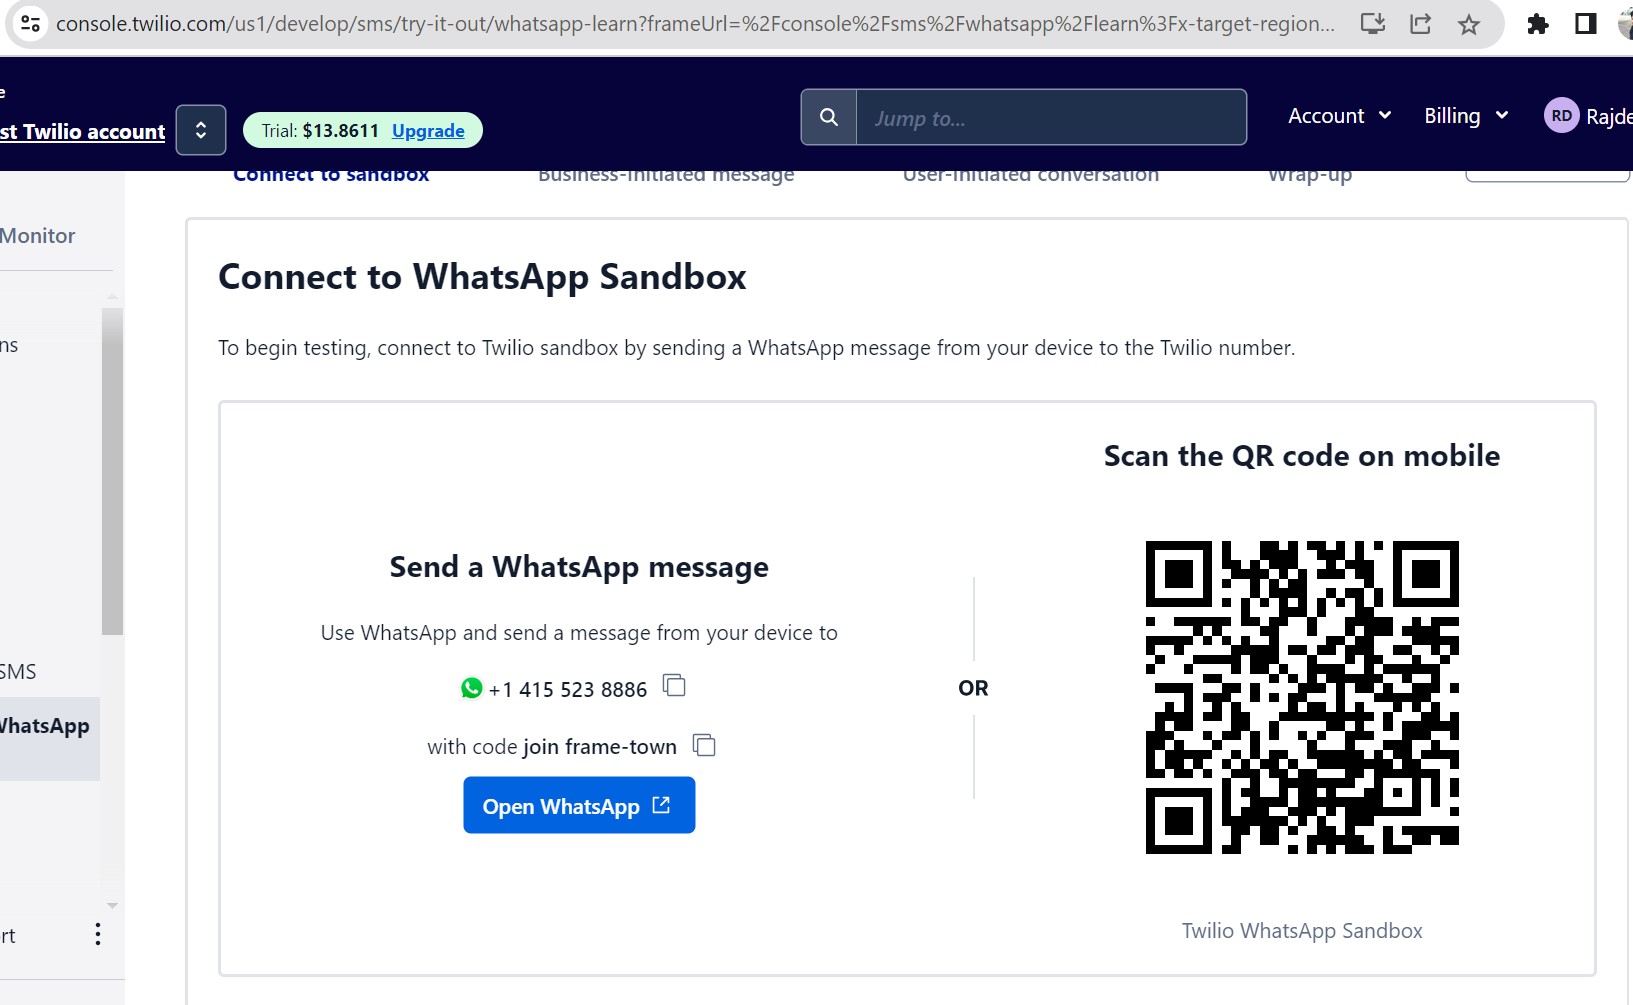 console.twilio.com/us1/develop/sms/try-it-out/whatsapp-learn?frameUrl=%2Fconsole%2Fsms%2Fwhatsapp%2Flearn%3Fx-target-region...
st Twilio account
Trial: $13.8611 Upgrade
Jump to...
Account
Billing
RD Rajde
Connect to sandbox
Business-Initiated message
User-Initiated conversation
Wrap-up
Monitor
Connect to WhatsApp Sandbox
ns
To begin testing, connect to Twilio sandbox by sending a WhatsApp message from your device to the Twilio number.
Scan the QR code on mobile
Send a WhatsApp message
Use WhatsApp and send a message from your device to
SMS
+1 415 523 8886
OR
WhatsApp
with code join frame-town
Open WhatsApp
rt
Twilio WhatsApp Sandbox